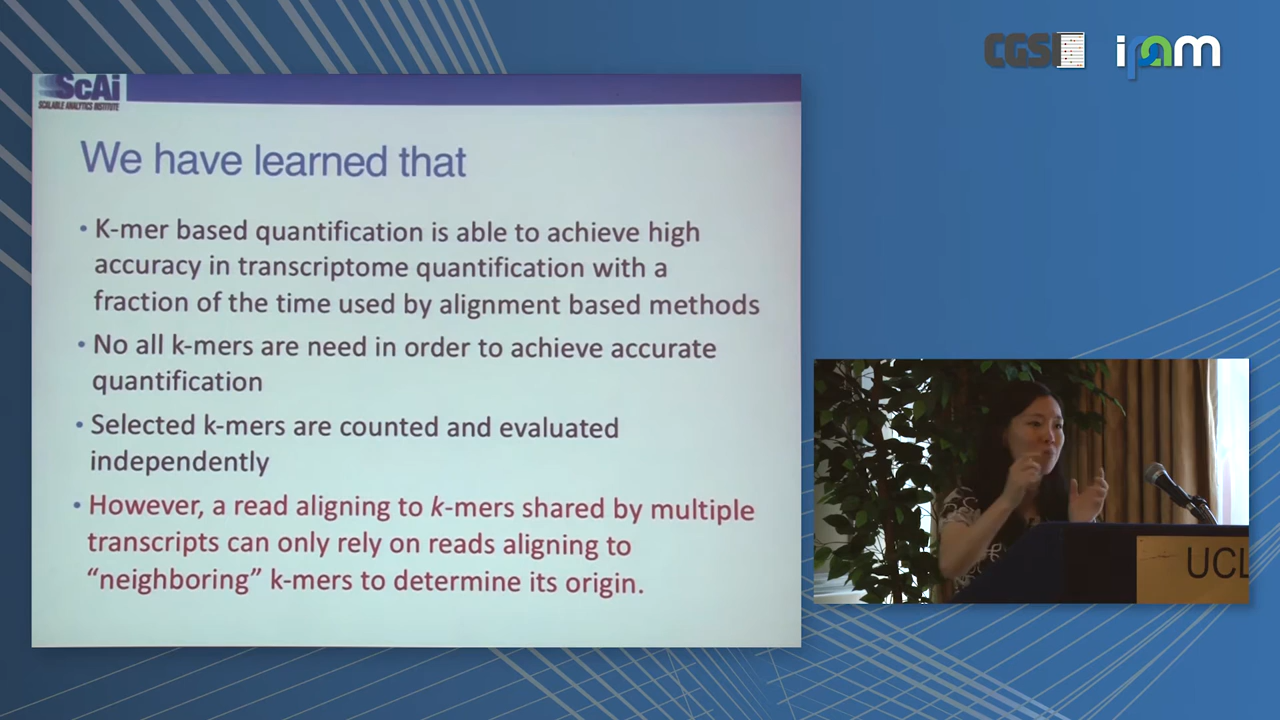 CGSI
ipam
ScAi
SCALABLE ANALYTICS INSTITUTE
We have learned that
• K-mer based quantification is able to achieve high
accuracy in transcriptome quantification with a
fraction of the time used by alignment based methods
• No all k-mers are need in order to achieve accurate
quantification
• Selected k-mers are counted and evaluated
independently
• However, a read aligning to k-mers shared by multiple
transcripts can only rely on reads aligning to
“neighboring” k-mers to determine its origin.
UCL